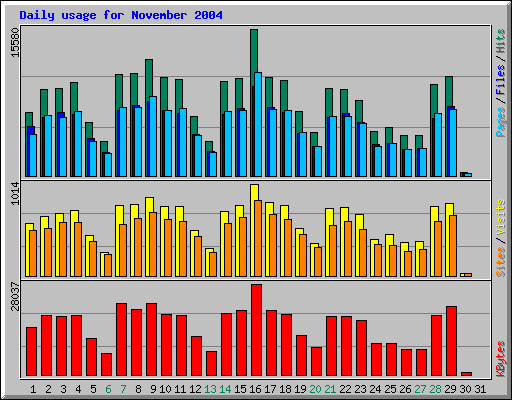 Daily usage for November 2004
15580
Pages / Files / Hits
1014
Sites / Visits
28037
KBytes
1 2 3 4 5 6 7 8 9 10 11 12 13 14 15 16 17 18 19 20 21 22 23 24 25 26 27 28 29 30 31